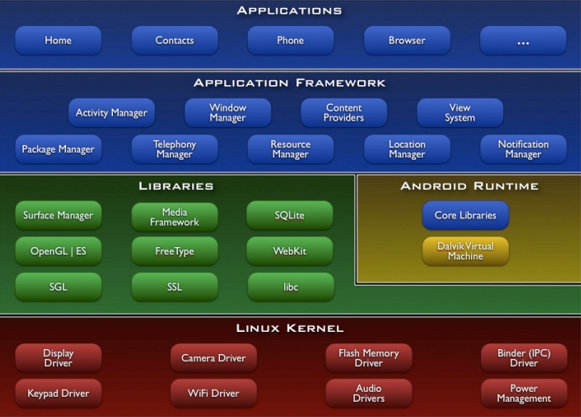 APPLICATIONS
Home
Contacts
Phone
Browser
...
APPLICATION FRAMEWORK
Activity Manager
Window
Manager
Content
Providers
View
System
Package Manager
Telephony
Manager
Resource
Manager
Location
Manager
Notification
Manager
LIBRARIES
Surface Manager
Media
Framework
SQLite
OpenGL | ES
FreeType
WebKit
SGL
SSL
libc
ANDROID RUNTIME
Core Libraries
Dalvik Virtual
Machine
LINUX KERNEL
Display
Driver
Camera Driver
Flash Memory
Driver
Binder (IPC)
Driver
Keypad Driver
WiFi Driver
Audio
Drivers
Power
Management